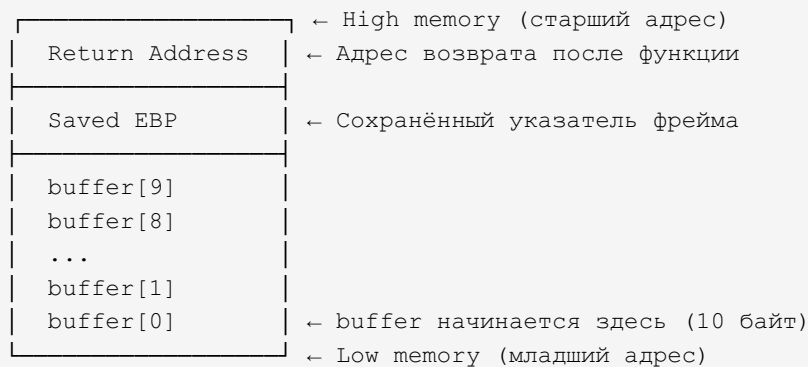 ← High memory (старший адрес)
Return Address ← Адрес возврата после функции
Saved EBP ← Сохранённый указатель фрейма
buffer[9]
buffer[8]
...
buffer[1]
buffer[0] ← buffer начинается здесь (10 байт)
← Low memory (младший адрес)